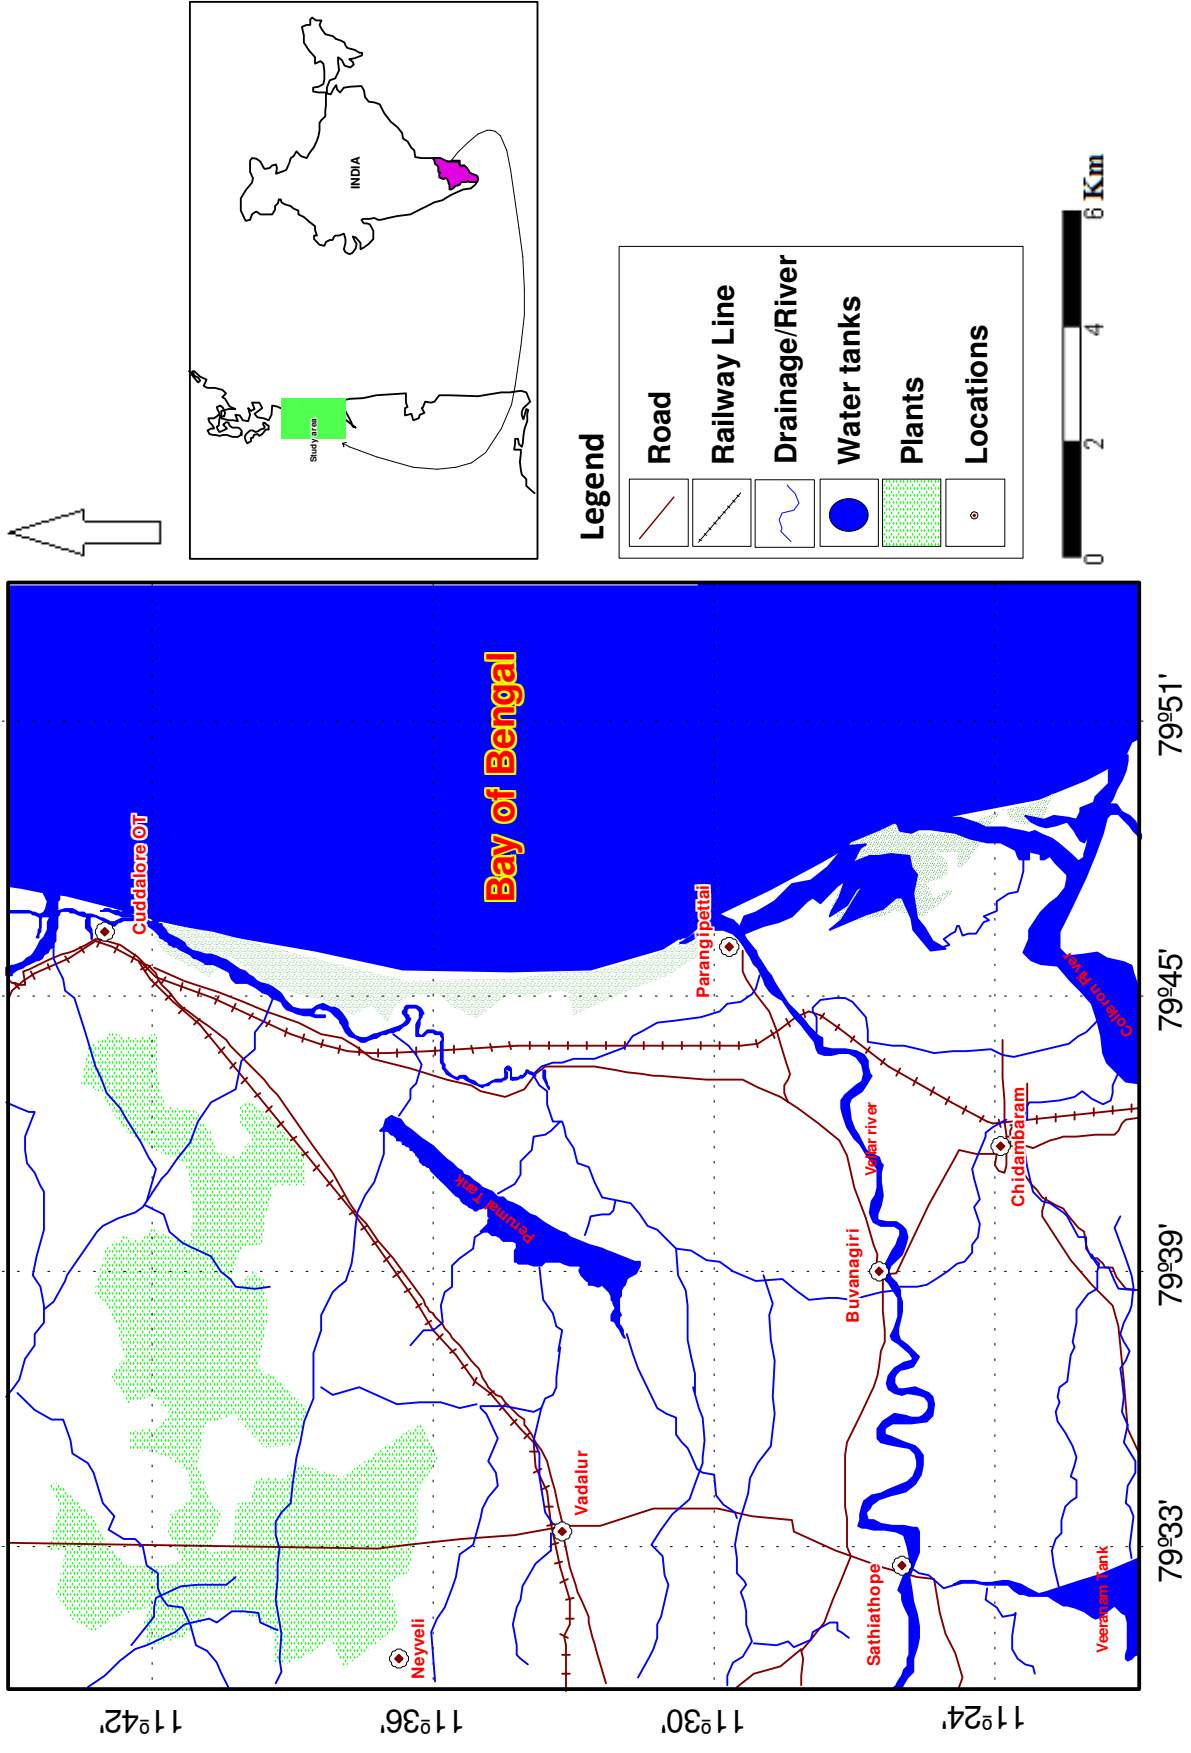 INDIA
Study area
Legend
Road
Railway Line
Drainage/River
Water tanks
Plants
Locations
0 2 4 6 Km
Bay of Bengal
Cuddalore OT
Parangipettai
Colleron River
Perumal Tank
Vellar river
Chidambaram
Buvanagiri
Vadalur
Neyveli
Sathiathope
Veeranam Tank
11º42'
11º36'
11º30'
11º24'
79º33'
79º39'
79º45'
79º51'